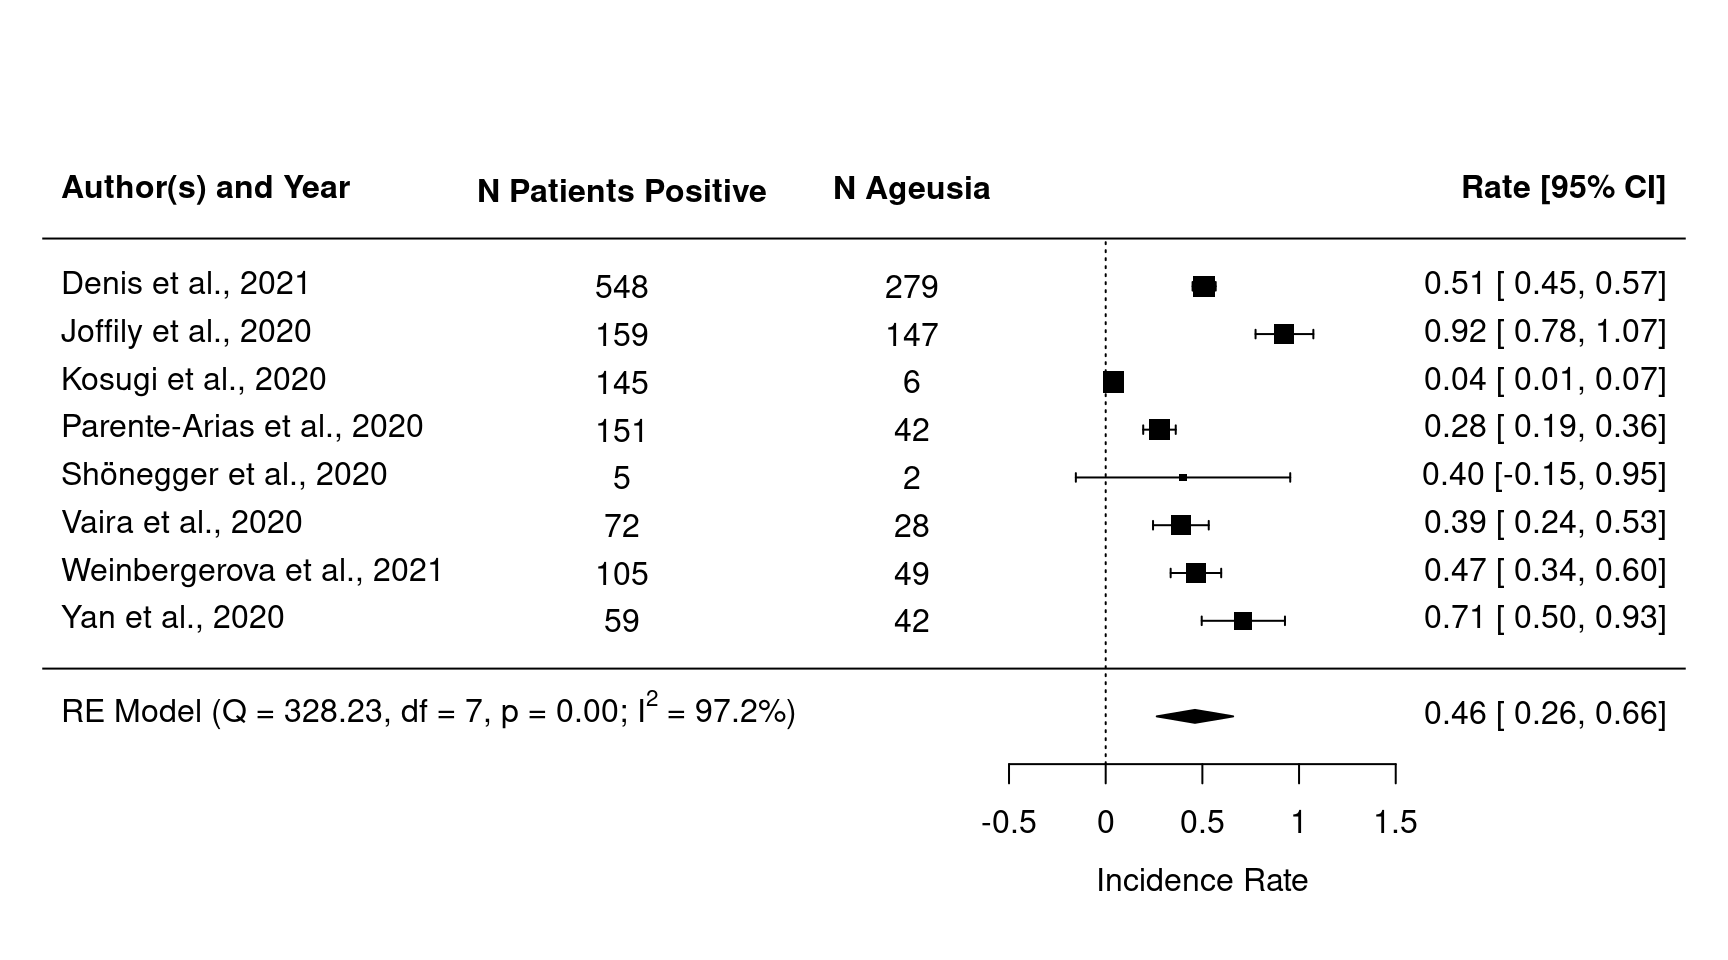 Author(s) and Year N Patients Positive N Ageusia Rate [95% CI]
Denis et al., 2021 548 279 0.51 [ 0.45, 0.57]
Joffily et al., 2020 159 147 0.92 [ 0.78, 1.07]
Kosugi et al., 2020 145 6 0.04 [ 0.01, 0.07]
Parente-Arias et al., 2020 151 42 0.28 [ 0.19, 0.36]
Shönegger et al., 2020 5 2 0.40 [-0.15, 0.95]
Vaira et al., 2020 72 28 0.39 [ 0.24, 0.53]
Weinbergerova et al., 2021 105 49 0.47 [ 0.34, 0.60]
Yan et al., 2020 59 42 0.71 [ 0.50, 0.93]
RE Model (Q = 328.23, df = 7, p = 0.00; I² = 97.2%) 0.46 [ 0.26, 0.66]
-0.5 0 0.5 1 1.5
Incidence Rate